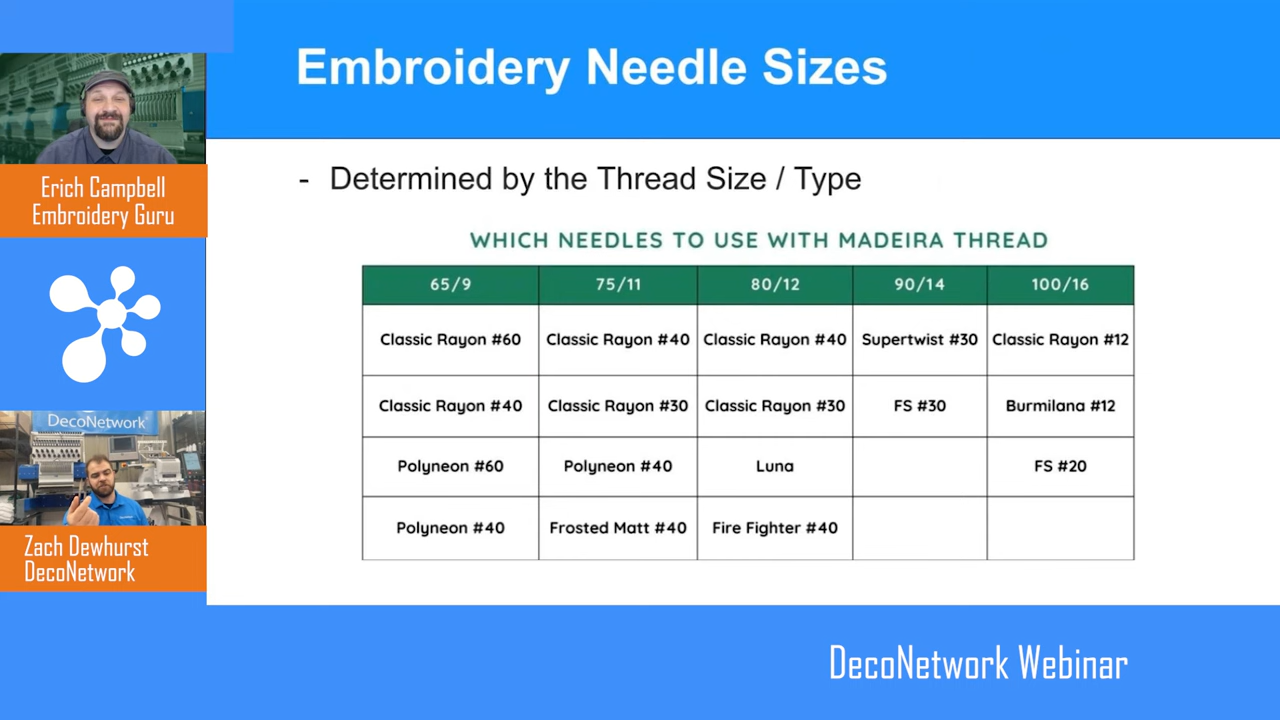 Embroidery Needle Sizes
Erich Campbell
Embroidery Guru
- Determined by the Thread Size / Type
WHICH NEEDLES TO USE WITH MADEIRA THREAD
65/9 75/11 80/12 90/14 100/16
Classic Rayon #60 Classic Rayon #40 Classic Rayon #40 Supertwist #30 Classic Rayon #12
Classic Rayon #40 Classic Rayon #30 Classic Rayon #30 FS #30 Burmilana #12
Polyneon #60 Polyneon #40 Luna FS #20
Polyneon #40 Frosted Matt #40 Fire Fighter #40
DecoNetwork
Zach Dewhurst
DecoNetwork
DecoNetwork Webinar